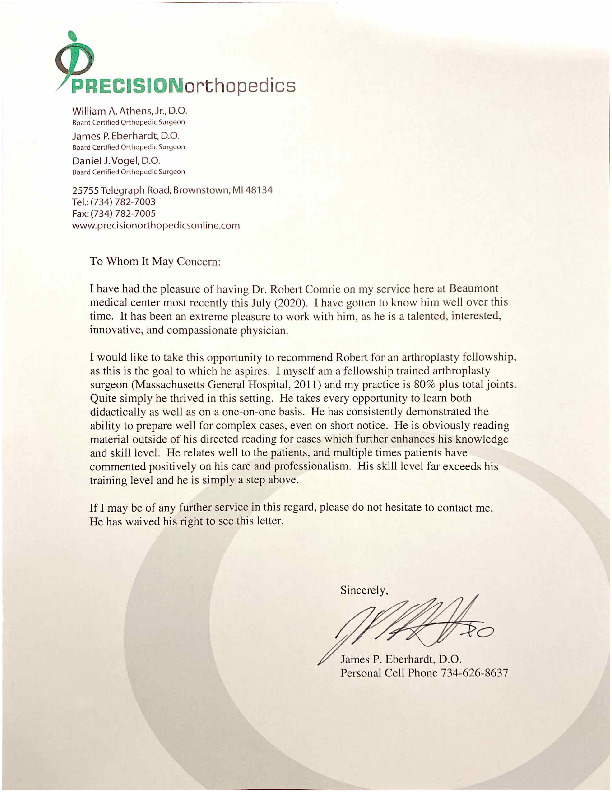 PRECISIONorthopedics
William A. Athens, Jr., D.O.
Board Certified Orthopedic Surgeon
James P. Eberhardt, D.O.
Board Certified Orthopedic Surgeon
Daniel J. Vogel, D.O.
Board Certified Orthopedic Surgeon
25755 Telegraph Road, Brownstown, MI 48134
Tel.: (734) 782-7003
Fax: (734) 782-7005
www.precisionorthopedicsonline.com
To Whom It May Concern:
I have had the pleasure of having Dr. Robert Comrie on my service here at Beaumont
medical center most recently this July (2020). I have gotten to know him well over this
time. It has been an extreme pleasure to work with him, as he is a talented, interested,
innovative, and compassionate physician.
I would like to take this opportunity to recommend Robert for an arthroplasty fellowship,
as this is the goal to which he aspires. I myself am a fellowship trained arthroplasty
surgeon (Massachusetts General Hospital, 2011) and my practice is 80% plus total joints.
Quite simply he thrived in this setting. He takes every opportunity to learn both
didactically as well as on a one-on-one basis. He has consistently demonstrated the
ability to prepare well for complex cases, even on short notice. He is obviously reading
material outside of his directed reading for cases which further enhances his knowledge
and skill level. He relates well to the patients, and multiple times patients have
commented positively on his care and professionalism. His skill level far exceeds his
training level and he is simply a step above.
If I may be of any further service in this regard, please do not hesitate to contact me.
He has waived his right to see this letter.
Sincerely,
DO
James P. Eberhardt, D.O.
Personal Cell Phone 734-626-8637